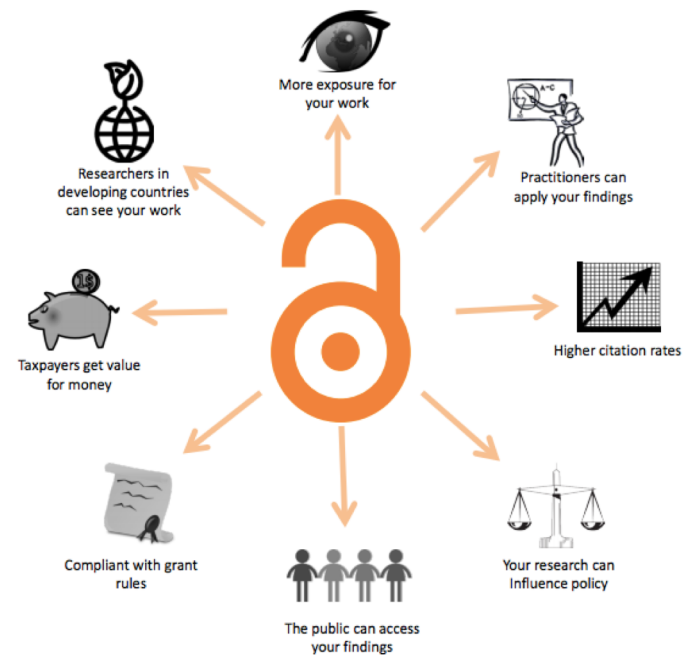 More exposure for
your work
Practitioners can
apply your findings
Higher citation rates
Your research can
Influence policy
The public can access
your findings
Compliant with grant
rules
Taxpayers get value
for money
1$
Researchers in
developing countries
can see your work
A-C